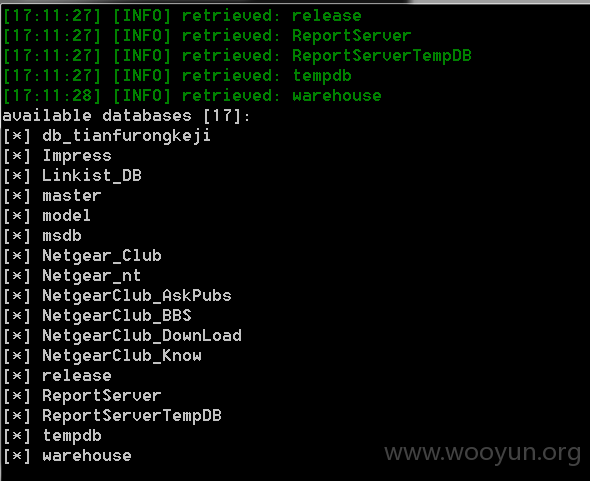 [17:11:27] [INFO] retrieved: release
[17:11:27] [INFO] retrieved: ReportServer
[17:11:27] [INFO] retrieved: ReportServerTempDB
[17:11:27] [INFO] retrieved: tempdb
[17:11:28] [INFO] retrieved: warehouse
available databases [17]:
[*] db_tianfurongkeji
[*] Impress
[*] Linkist_DB
[*] master
[*] model
[*] msdb
[*] Netgear_Club
[*] Netgear_nt
[*] NetgearClub_AskPubs
[*] NetgearClub_BBS
[*] NetgearClub_DownLoad
[*] NetgearClub_Know
[*] release
[*] ReportServer
[*] ReportServerTempDB
[*] tempdb
[*] warehouse
www.wooyun.org